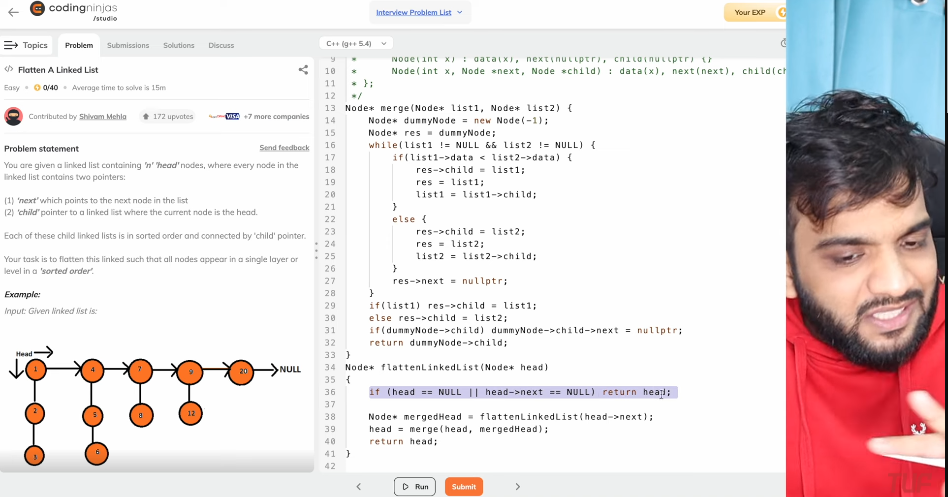 codingninjas
/studio
Interview Problem List
Your EXP
Topics
Problem
Submissions
Solutions
Discuss
C++ (g++ 5.4)
Flatten A Linked List
Easy
0/40
Average time to solve is 15m
Contributed by Shivam Mehla
172 upvotes
VISA
+7 more companies
Problem statement
Send feedback
You are given a linked list containing 'n' 'head' nodes, where every node in the
linked list contains two pointers:
(1) 'next' which points to the next node in the list
(2) 'child' pointer to a linked list where the current node is the head.
Each of these child linked lists is in sorted order and connected by 'child' pointer.
Your task is to flatten this linked such that all nodes appear in a single layer or
level in a 'sorted order'.
Example:
Input: Given linked list is:
Head
1 4 7 9 20 NULL
2 5 8 12
3 6
9 * Node(int x) : data(x), next(nullptr), child(nullptr) {}
10 * Node(int x, Node *next, Node *child) : data(x), next(next), child(ch
11 * };
12 */
13 Node* merge(Node* list1, Node* list2) {
14 Node* dummyNode = new Node(-1);
15 Node* res = dummyNode;
16 while(list1 != NULL && list2 != NULL) {
17 if(list1->data < list2->data) {
18 res->child = list1;
19 res = list1;
20 list1 = list1->child;
21 }
22 else {
23 res->child = list2;
24 res = list2;
25 list2 = list2->child;
26 }
27 res->next = nullptr;
28 }
29 if(list1) res->child = list1;
30 else res->child = list2;
31 if(dummyNode->child) dummyNode->child->next = nullptr;
32 return dummyNode->child;
33 }
34 Node* flattenLinkedList(Node* head)
35 {
36 if (head == NULL || head->next == NULL) return head;
37
38 Node* mergedHead = flattenLinkedList(head->next);
39 head = merge(head, mergedHead);
40 return head;
41 }
42
Run
Submit